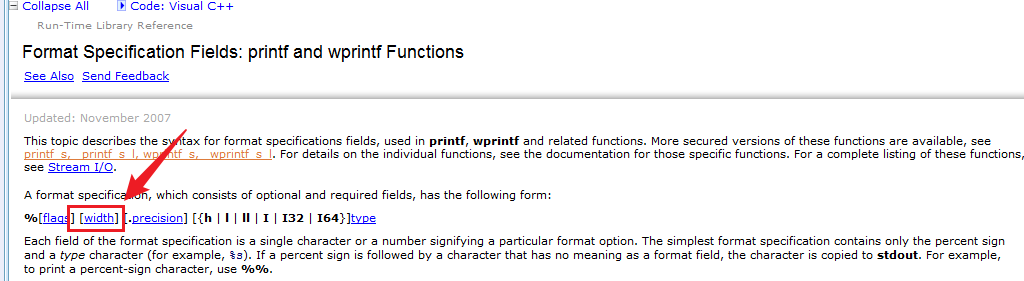 Collapse All Code: Visual C++
Run-Time Library Reference
Format Specification Fields: printf and wprintf Functions
See Also Send Feedback
Updated: November 2007
This topic describes the syntax for format specifications fields, used in printf, wprintf and related functions. More secured versions of these functions are available, see
printf_s, _printf_s_l, wprintf_s, _wprintf_s_l. For details on the individual functions, see the documentation for those specific functions. For a complete listing of these functions,
see Stream I/O.
A format specification, which consists of optional and required fields, has the following form:
%[flags] [width] [.precision] [{h | l | ll | I | I32 | I64}]type
Each field of the format specification is a single character or a number signifying a particular format option. The simplest format specification contains only the percent sign
and a type character (for example, %s). If a percent sign is followed by a character that has no meaning as a format field, the character is copied to stdout. For example,
to print a percent-sign character, use %%.